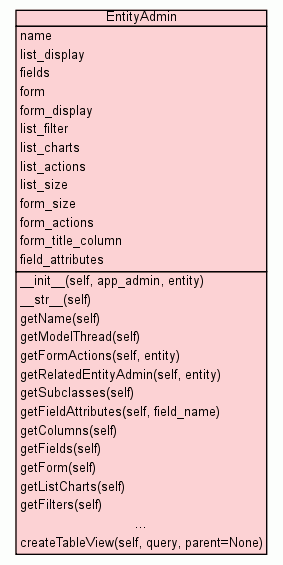 EntityAdmin
name
list_display
fields
form
form_display
list_filter
list_charts
list_actions
list_size
form_size
form_actions
form_title_column
field_attributes
__init__(self, app_admin, entity)
__str__(self)
getName(self)
getModelThread(self)
getFormActions(self, entity)
getRelatedEntityAdmin(self, entity)
getSubclasses(self)
getFieldAttributes(self, field_name)
getColumns(self)
getFields(self)
getForm(self)
getListCharts(self)
getFilters(self)
...
createTableView(self, query, parent=None)